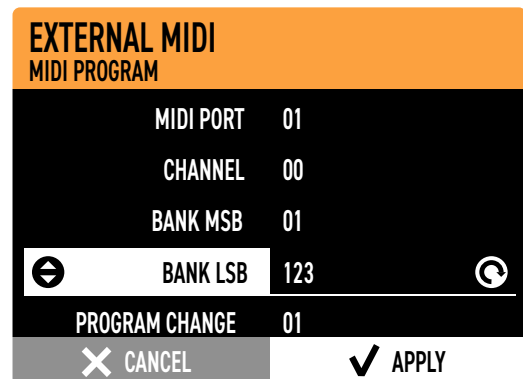 EXTERNAL MIDI
MIDI PROGRAM
MIDI PORT 01
CHANNEL 00
BANK MSB 01
BANK LSB 123
PROGRAM CHANGE 01
CANCEL APPLY